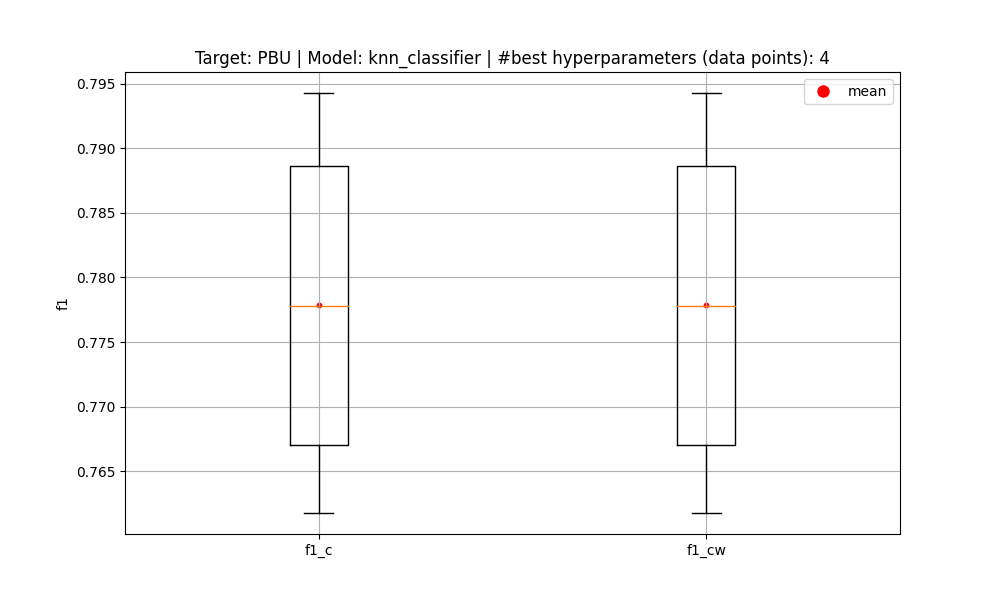 Target: PBU | Model: knn_classifier | #best hyperparameters (data points): 4
mean
f1
0.795
0.790
0.785
0.780
0.775
0.770
0.765
f1_c
f1_cw